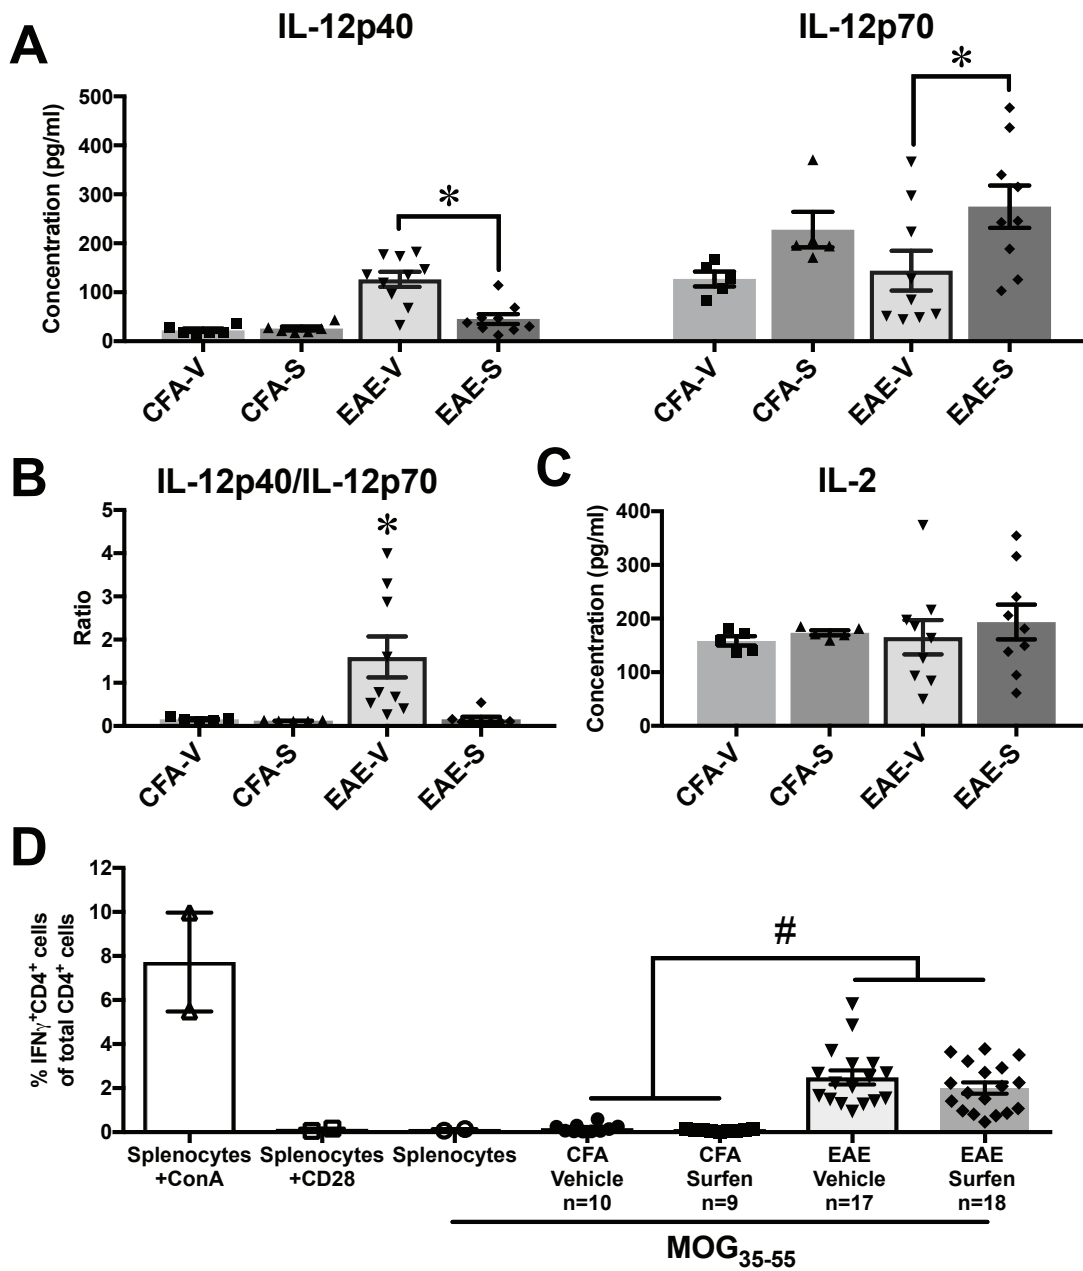 A
IL-12p40
IL-12p70
Concentration (pg/ml)
500
400
300
200
100
0
*
*
CFA-V
CFA-S
EAE-V
EAE-S
CFA-V
CFA-S
EAE-V
EAE-S
B
IL-12p40/IL-12p70
Ratio
5
4
3
2
1
0
*
CFA-V
CFA-S
EAE-V
EAE-S
C
IL-2
Concentration (pg/ml)
400
300
200
100
0
CFA-V
CFA-S
EAE-V
EAE-S
D
% IFNγ⁺CD4⁺ cells
of total CD4⁺ cells
12
10
8
6
4
2
0
#
Splenocytes
+ConA
Splenocytes
+CD28
Splenocytes
CFA
Vehicle
n=10
CFA
Surfen
n=9
EAE
Vehicle
n=17
EAE
Surfen
n=18
MOG₃₅₋₅₅